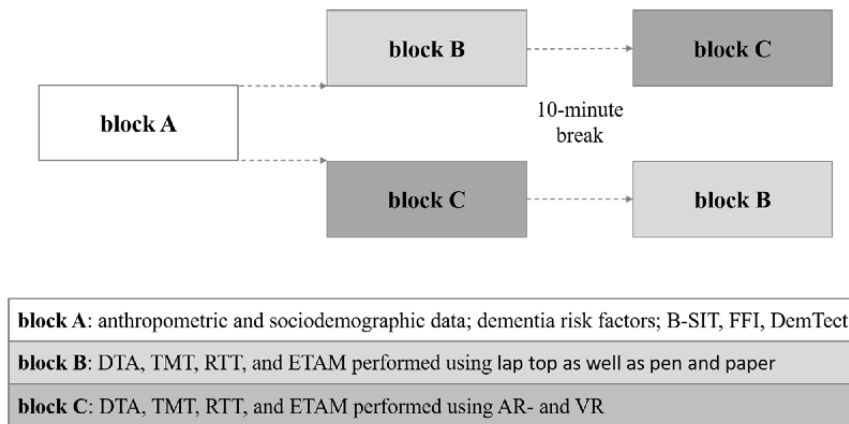 block B
block C
block A
10-minute
break
block C
block B
block A: anthropometric and sociodemographic data; dementia risk factors; B-SIT, FFI, DemTect
block B: DTA, TMT, RTT, and ETAM performed using lap top as well as pen and paper
block C: DTA, TMT, RTT, and ETAM performed using AR- and VR